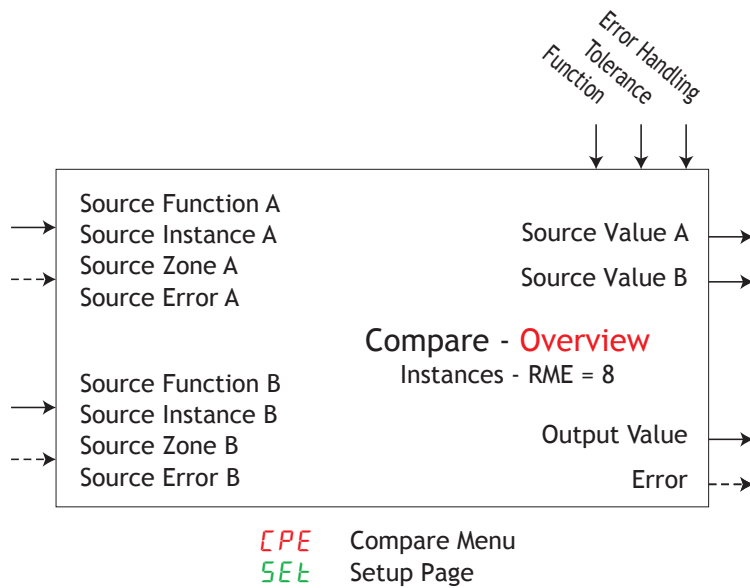 Error Handling
Tolerance
Function
Source Function A
Source Instance A
Source Zone A
Source Error A
Source Value A
Source Value B
Compare - Overview
Instances - RME = 8
Source Function B
Source Instance B
Source Zone B
Source Error B
Output Value
Error
CPE Compare Menu
SEt Setup Page